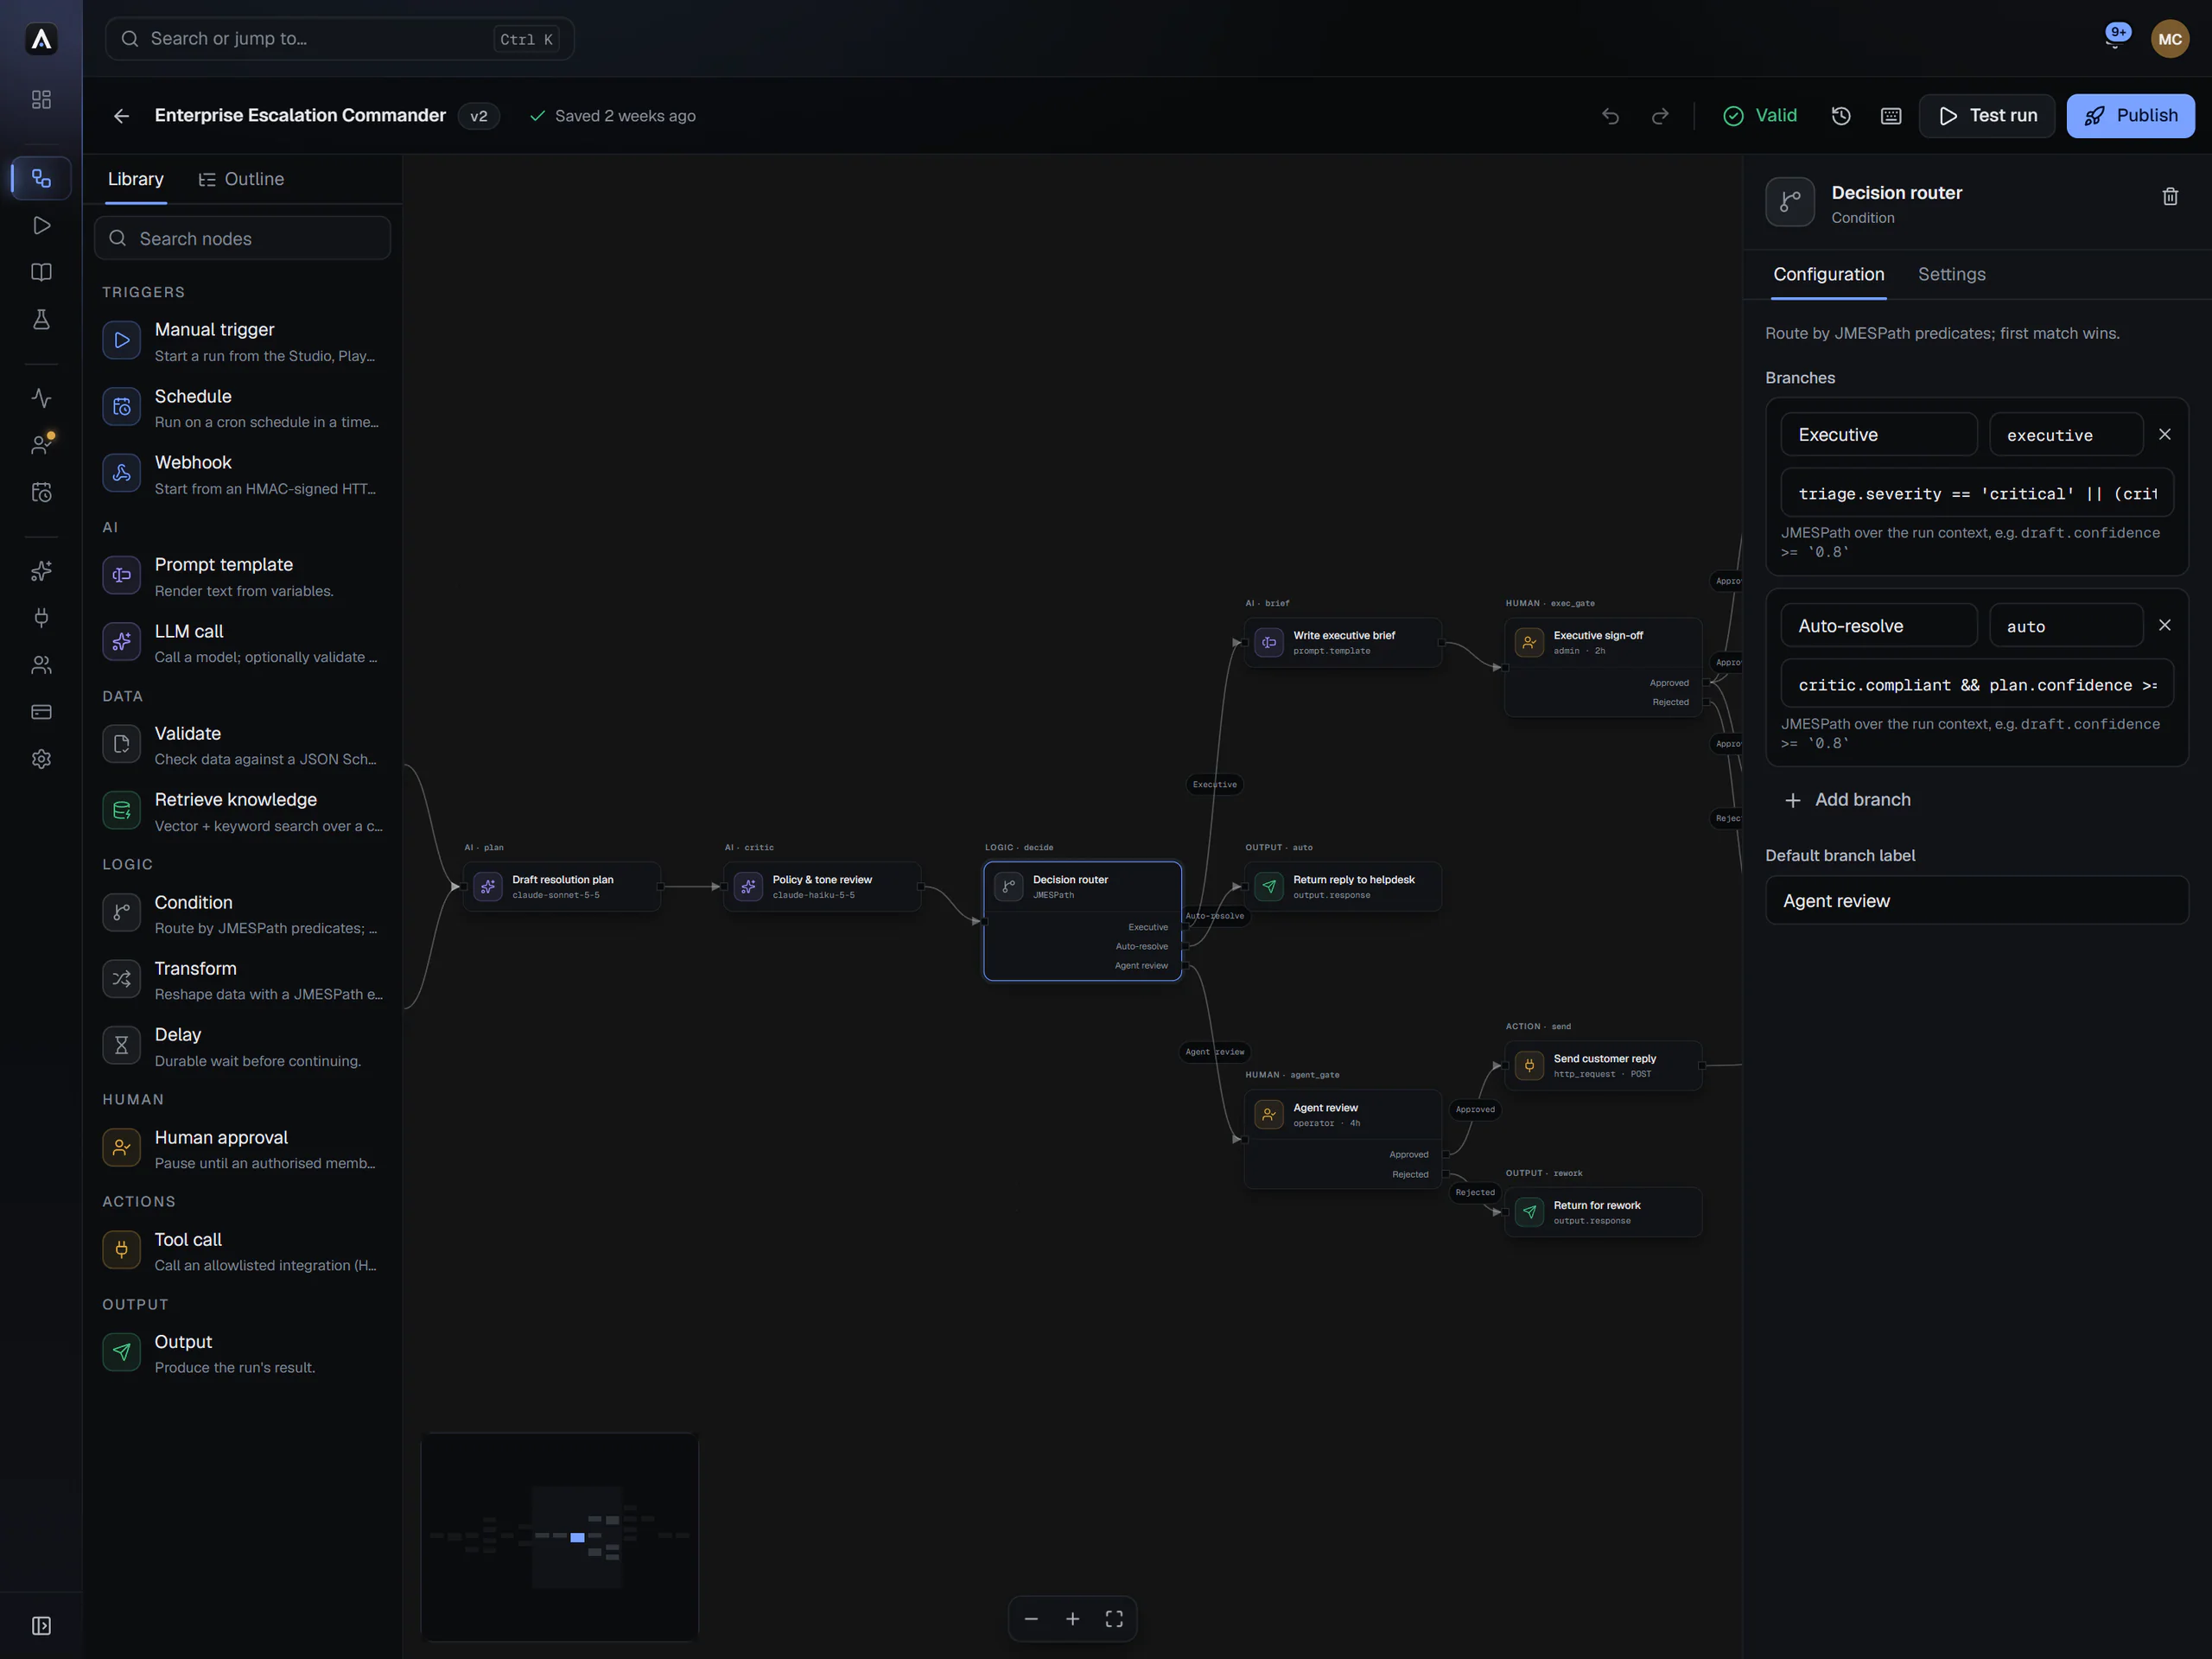 Search or jump to...
Ctrl K
9+
MC
Enterprise Escalation Commander
v2
Saved 2 weeks ago
Valid
Test run
Publish
Library
Outline
Search nodes
TRIGGERS
Manual trigger
Start a run from the Studio, Play...
Schedule
Run on a cron schedule in a time...
Webhook
Start from an HMAC-signed HTT...
AI
Prompt template
Render text from variables.
LLM call
Call a model; optionally validate ...
DATA
Validate
Check data against a JSON Sch...
Retrieve knowledge
Vector + keyword search over a c...
LOGIC
Condition
Route by JMESPath predicates; ...
Transform
Reshape data with a JMESPath e...
Delay
Durable wait before continuing.
HUMAN
Human approval
Pause until an authorised memb...
ACTIONS
Tool call
Call an allowlisted integration (H...
OUTPUT
Output
Produce the run's result.
AI · plan
Draft resolution plan
claude-sonnet-5-5
AI · critic
Policy & tone review
claude-haiku-5-5
LOGIC · decide
Decision router
JMESPath
Executive
Auto-resolve
Agent review
Executive
Auto-resolve
Agent review
AI · brief
Write executive brief
prompt.template
HUMAN · exec_gate
Executive sign-off
admin · 2h
Approved
Rejected
Appro
Appro
Appro
Rejec
OUTPUT · auto
Return reply to helpdesk
output.response
HUMAN · agent_gate
Agent review
operator · 4h
Approved
Rejected
Approved
Rejected
ACTION · send
Send customer reply
http_request · POST
OUTPUT · rework
Return for rework
output.response
Decision router
Condition
Configuration
Settings
Route by JMESPath predicates; first match wins.
Branches
Executive
executive
triage.severity == 'critical' || (crit
JMESPath over the run context, e.g. draft.confidence
>= `0.8`
Auto-resolve
auto
critic.compliant && plan.confidence >=
JMESPath over the run context, e.g. draft.confidence
>= `0.8`
Add branch
Default branch label
Agent review